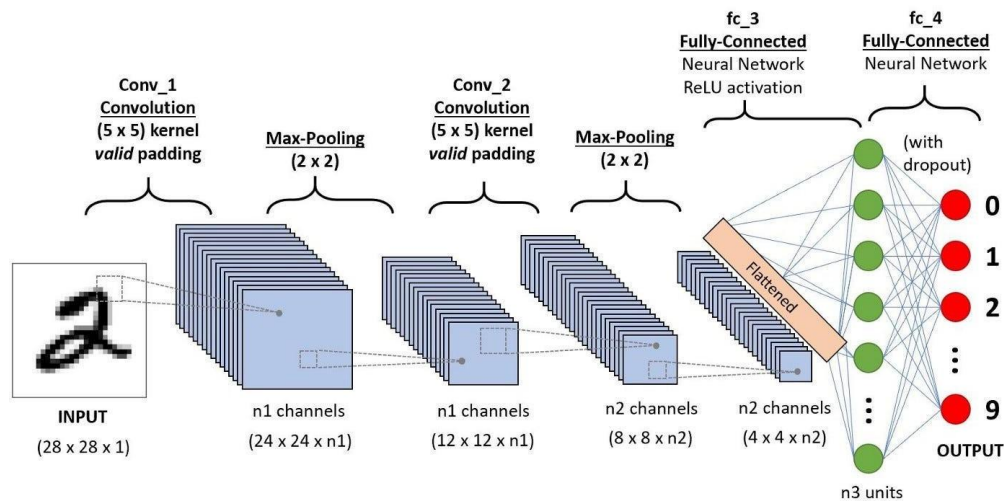 fc_3
Fully-Connected
Neural Network
ReLU activation
fc_4
Fully-Connected
Neural Network
Conv_1
Convolution
(5 x 5) kernel
valid padding
Max-Pooling
(2 x 2)
Conv_2
Convolution
(5 x 5) kernel
valid padding
Max-Pooling
(2 x 2)
(with
dropout)
Flattened
0
1
2
9
INPUT
(28 x 28 x 1)
n1 channels
(24 x 24 x n1)
n1 channels
(12 x 12 x n1)
n2 channels
(8 x 8 x n2)
n2 channels
(4 x 4 x n2)
n3 units
OUTPUT